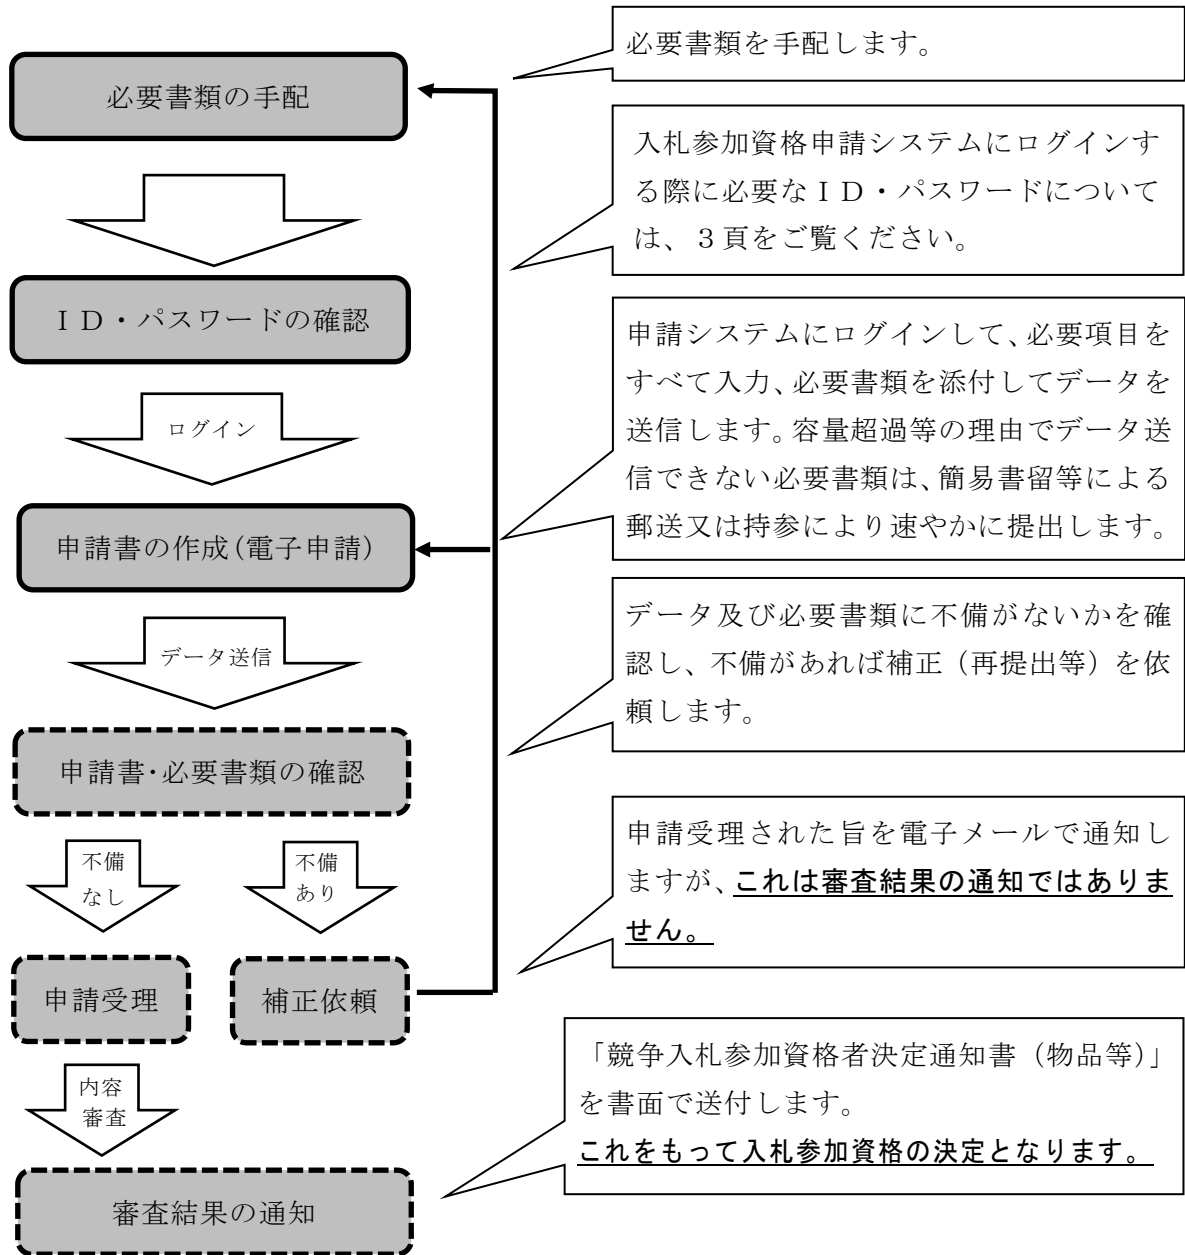 必要書類を手配します。
必要書類の手配
入札参加資格申請システムにログインす
る際に必要なＩＤ・パスワードについて
は、３頁をご覧ください。
ＩＤ・パスワードの確認
申請システムにログインして、必要項目を
すべて入力、必要書類を添付してデータを
送信します。容量超過等の理由でデータ送
信できない必要書類は、簡易書留等による
郵送又は持参により速やかに提出します。
ログイン
申請書の作成(電子申請)
データ及び必要書類に不備がないかを確
認し、不備があれば補正（再提出等）を依
頼します。
データ送信
申請書･必要書類の確認
申請受理された旨を電子メールで通知し
ますが、これは審査結果の通知ではありま
せん。
不備
なし
不備
あり
申請受理
補正依頼
「競争入札参加資格者決定通知書（物品等）」
を書面で送付します。
これをもって入札参加資格の決定となります。
内容
審査
審査結果の通知